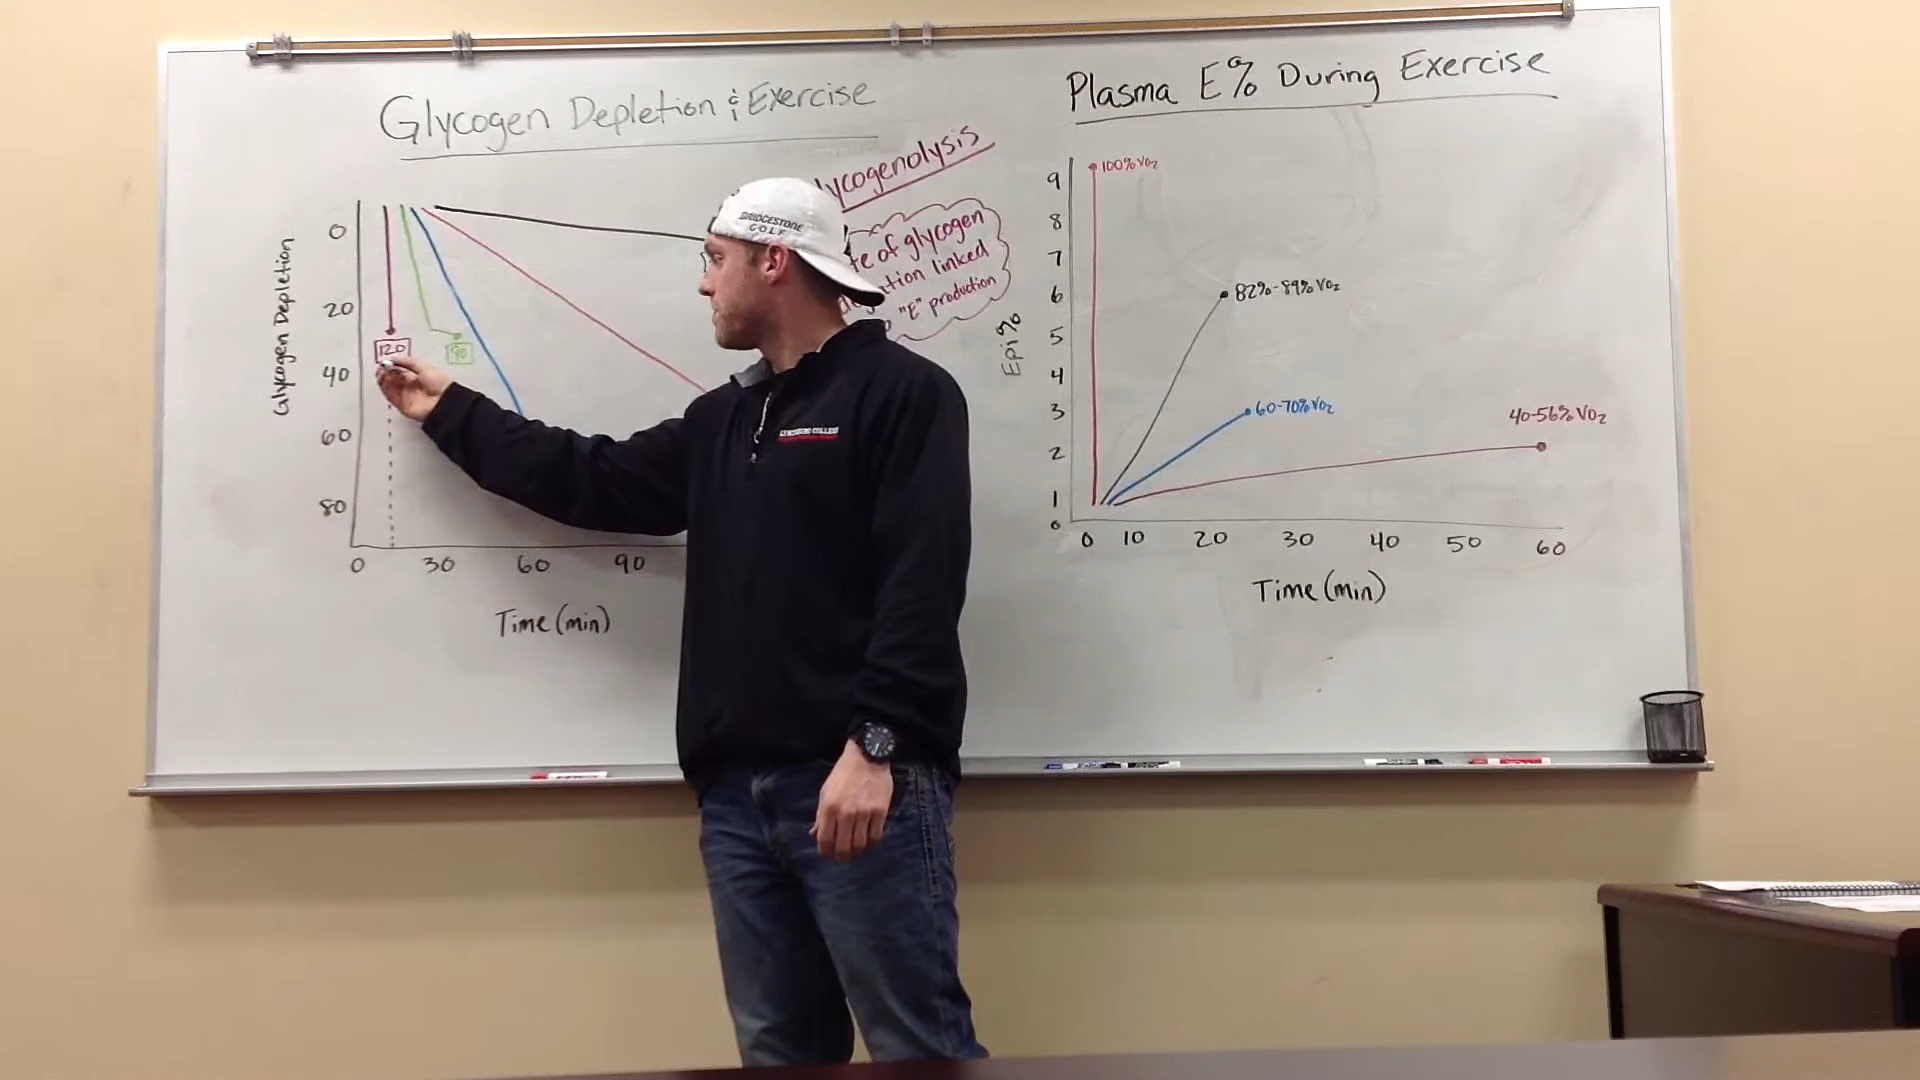 Glycogen Depletion & Exercise
Glycogen Depletion
0
20
40
60
80
120
90
0 30 60 90
Time (min)
lycogenolysis
te of glycogen
linked
"E" production
BRIDGESTONE
GOLF
Plasma E% During Exercise
Epi %
9
8
7
6
5
4
3
2
1
0
100% VO2
82%-89% VO2
60-70% VO2
40-56% VO2
0 10 20 30 40 50 60
Time (min)